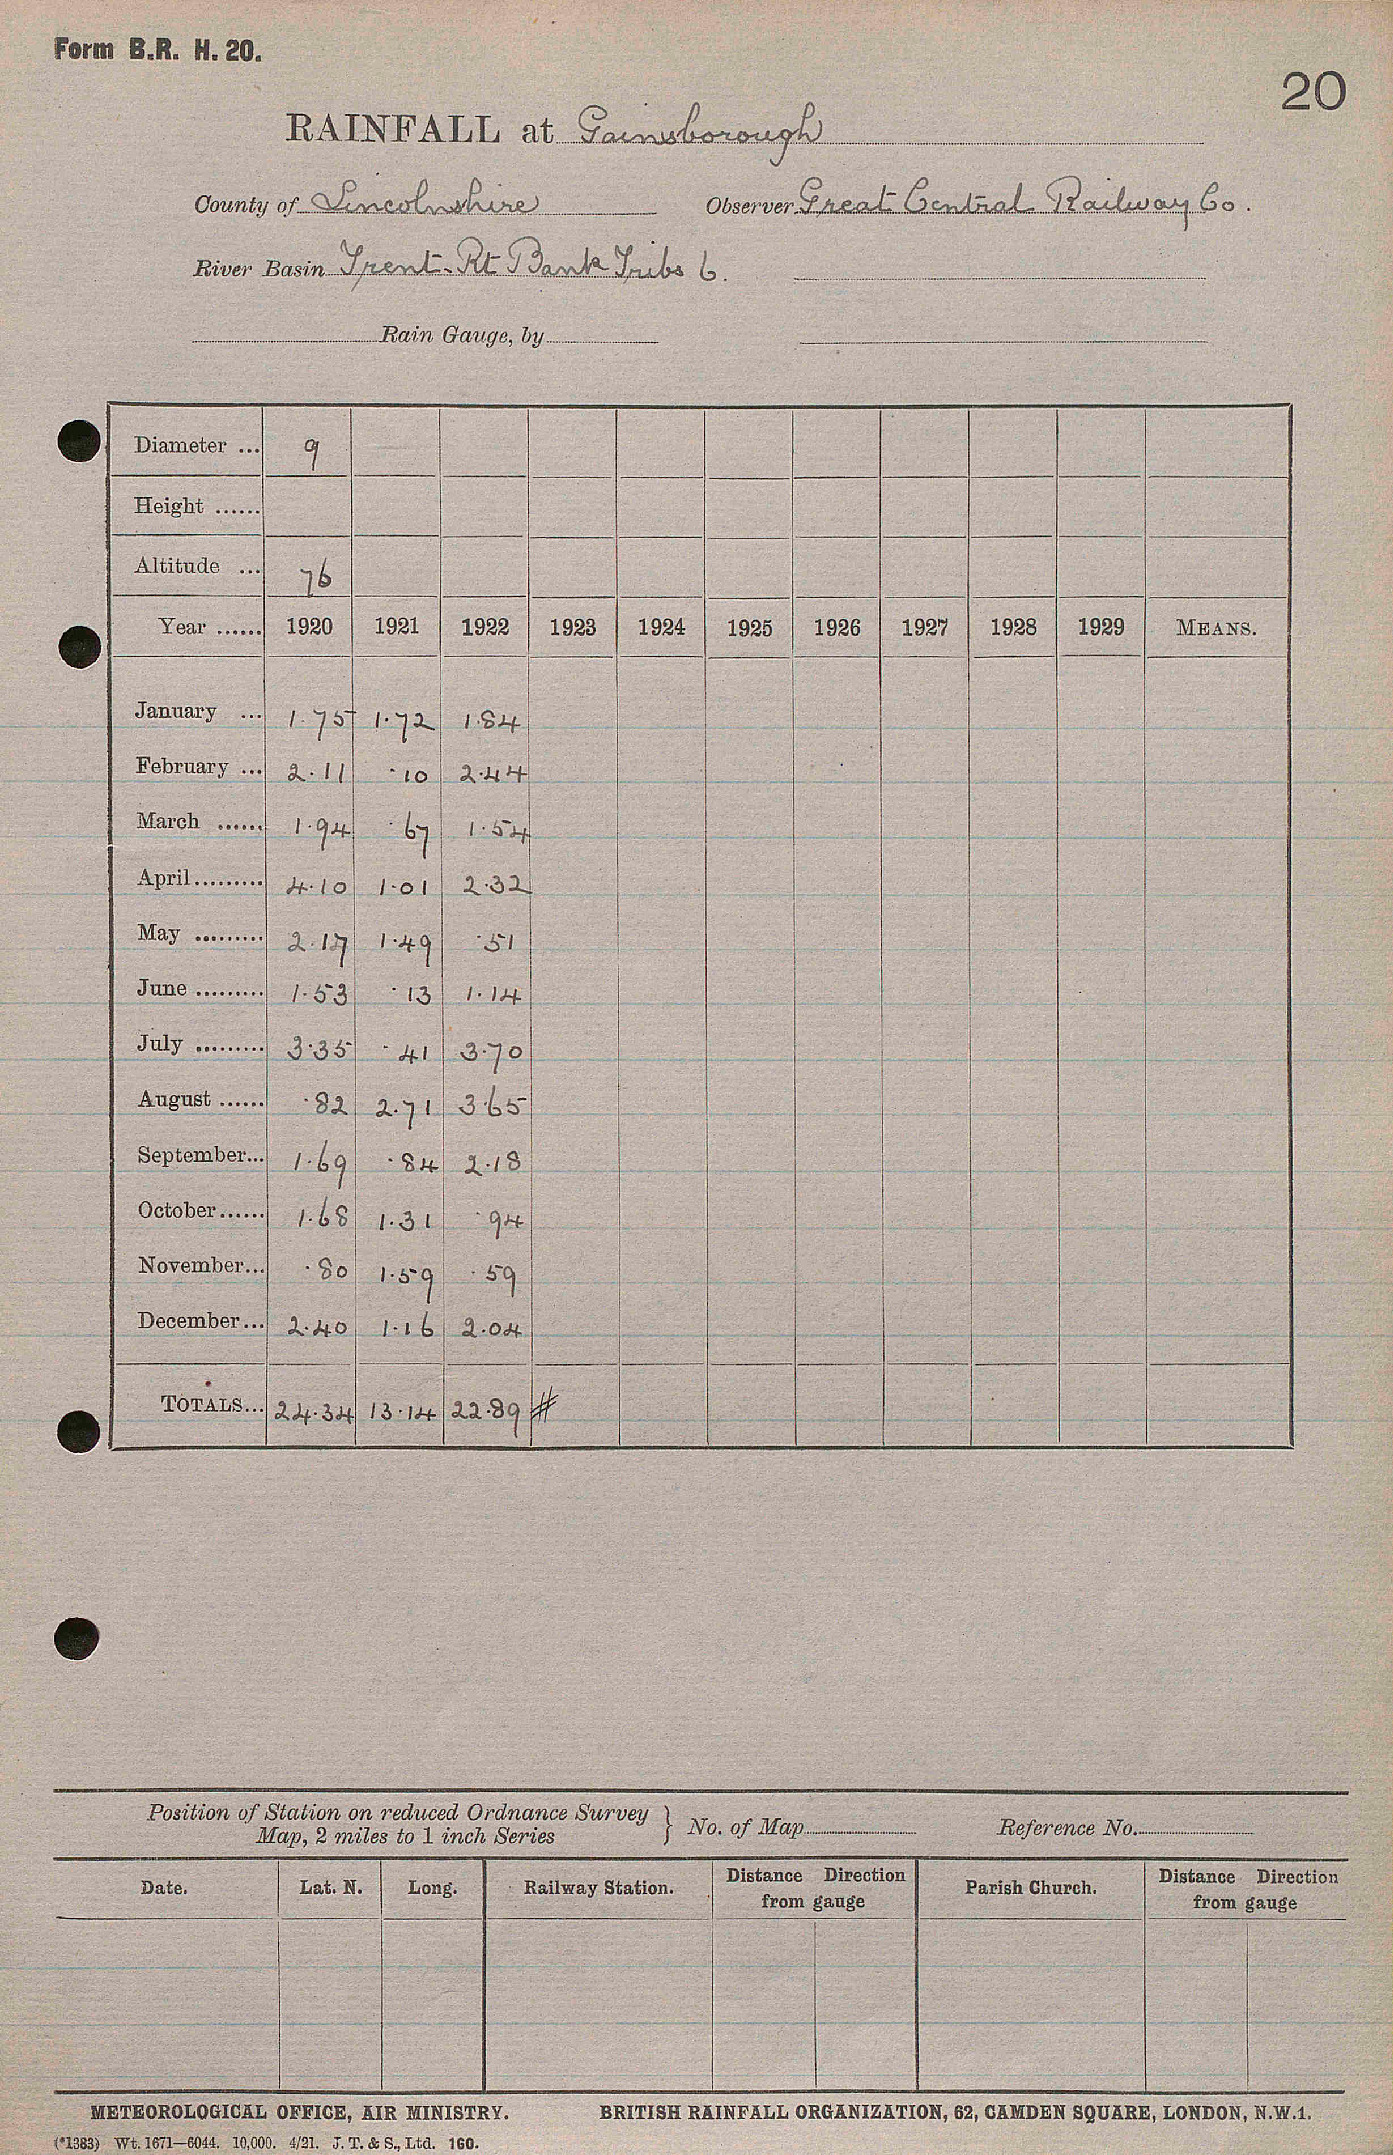 Form B.R. H. 20.
20
RAINFALL at Gainsborough
County of Lincolnshire Observer Great Central Railway Co.
River Basin Trent-Rt Bank Tribs 6.
Rain Gauge, by
Diameter ... 9
Height ......
Altitude ... 76
Year ...... 1920 1921 1922 1923 1924 1925 1926 1927 1928 1929 MEANS.
January ... 1.75 1.72 1.84
February ... 2.11 .10 2.44
March ...... 1.94 .67 1.54
April......... 4.10 1.01 2.32
May ......... 2.17 1.49 .51
June ......... 1.53 .13 1.14
July ......... 3.35 .41 3.70
August ...... .82 2.71 3.65
September... 1.69 .84 2.18
October...... 1.68 1.31 .94
November... .80 1.59 .59
December... 2.40 1.16 2.04
TOTALS... 24.34 13.14 22.89 #
Position of Station on reduced Ordnance Survey
Map, 2 miles to 1 inch Series } No. of Map Reference No.
Date. Lat. N. Long. Railway Station. Distance Direction from gauge Parish Church. Distance Direction from gauge
METEOROLOGICAL OFFICE, AIR MINISTRY. BRITISH RAINFALL ORGANIZATION, 62, CAMDEN SQUARE, LONDON, N.W.1.
(*1383) Wt. 1671—6044. 10,000. 4/21. J. T. & S., Ltd. 160.